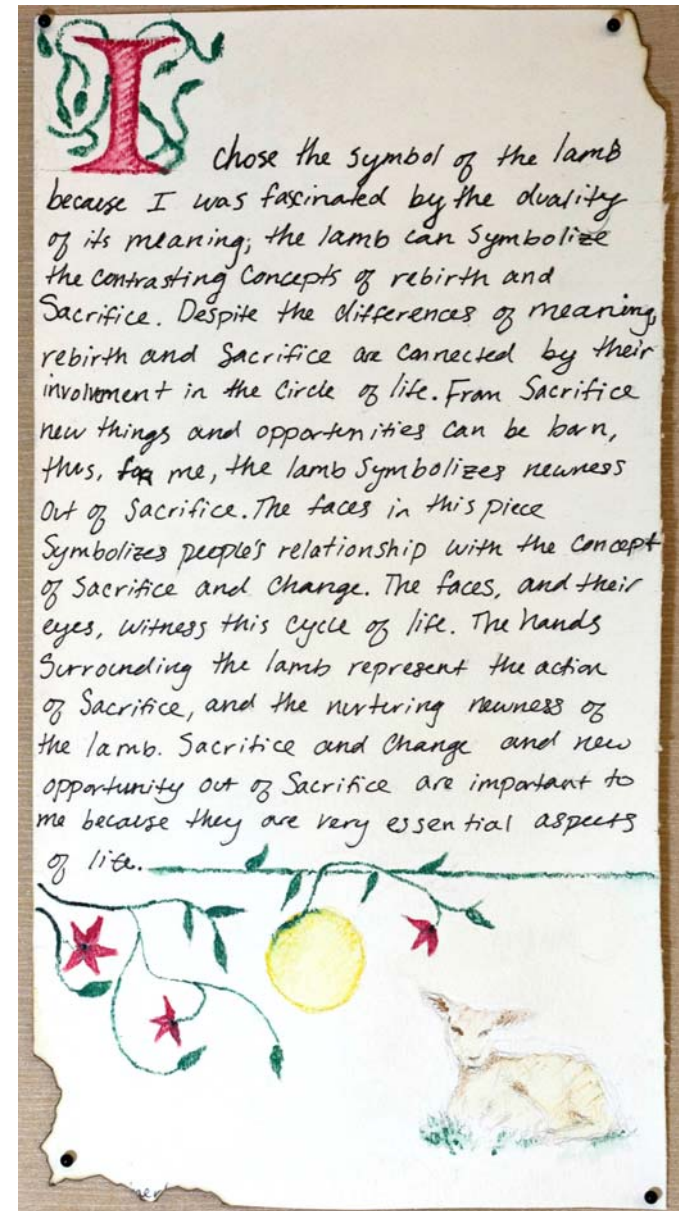 I chose the symbol of the lamb
because I was fascinated by the duality
of its meaning; the lamb can Symbolize
the contrasting Concepts of rebirth and
Sacrifice. Despite the differences of meaning,
rebirth and Sacrifice are Connected by their
involvment in the Circle of life. From Sacrifice
new things and opportunities can be born,
thus, for me, the lamb Symbolizes newness
out of Sacrifice. The faces in this piece
Symbolizes people's relationship with the Concept
of Sacrifice and Change. The faces, and their
eyes, witness this Cycle of life. The hands
Surrounding the lamb represent the action
of Sacrifice, and the nurturing newness of
the lamb. Sacrifice and Change and new
opportunity out of Sacrifice are important to
me because they are very essential aspects
of life.